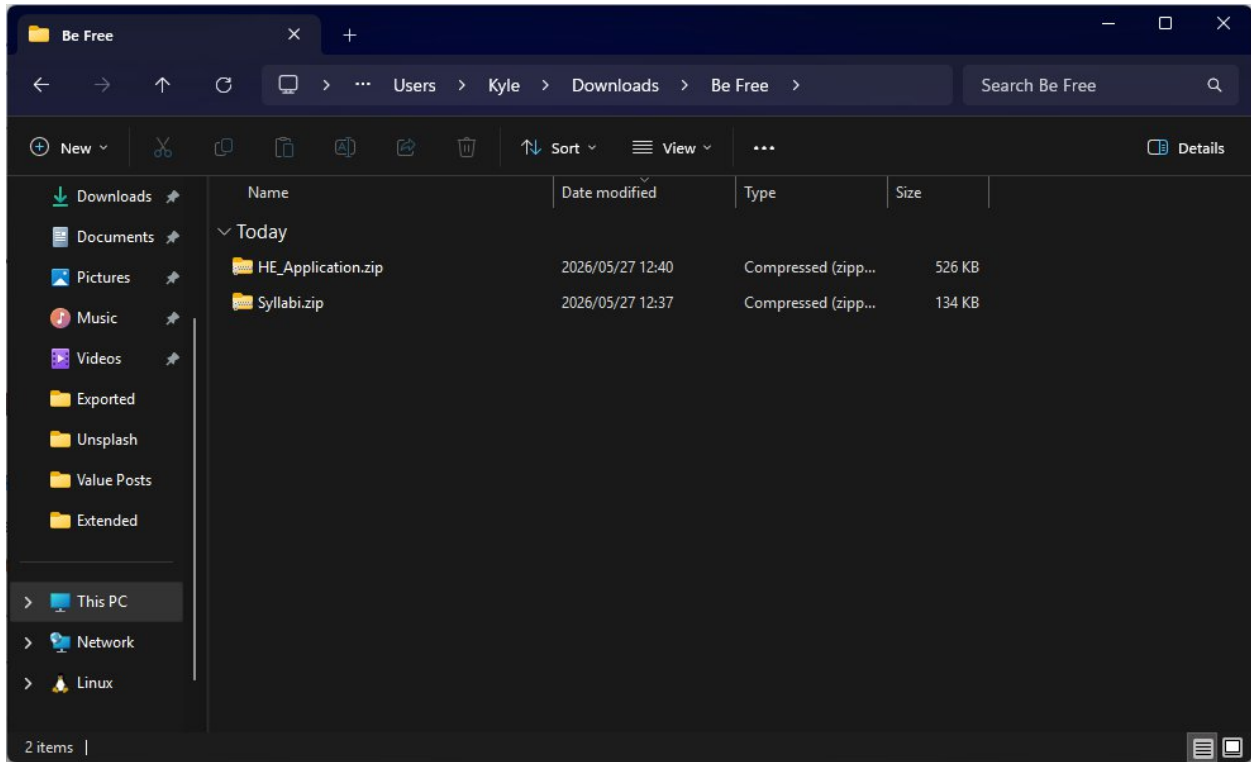 Be Free
Users > Kyle > Downloads > Be Free >
Search Be Free
New
Sort
View
Details
Downloads
Documents
Pictures
Music
Videos
Exported
Unsplash
Value Posts
Extended
This PC
Network
Linux
Name Date modified Type Size
Today
HE_Application.zip 2026/05/27 12:40 Compressed (zipp... 526 KB
Syllabi.zip 2026/05/27 12:37 Compressed (zipp... 134 KB
2 items